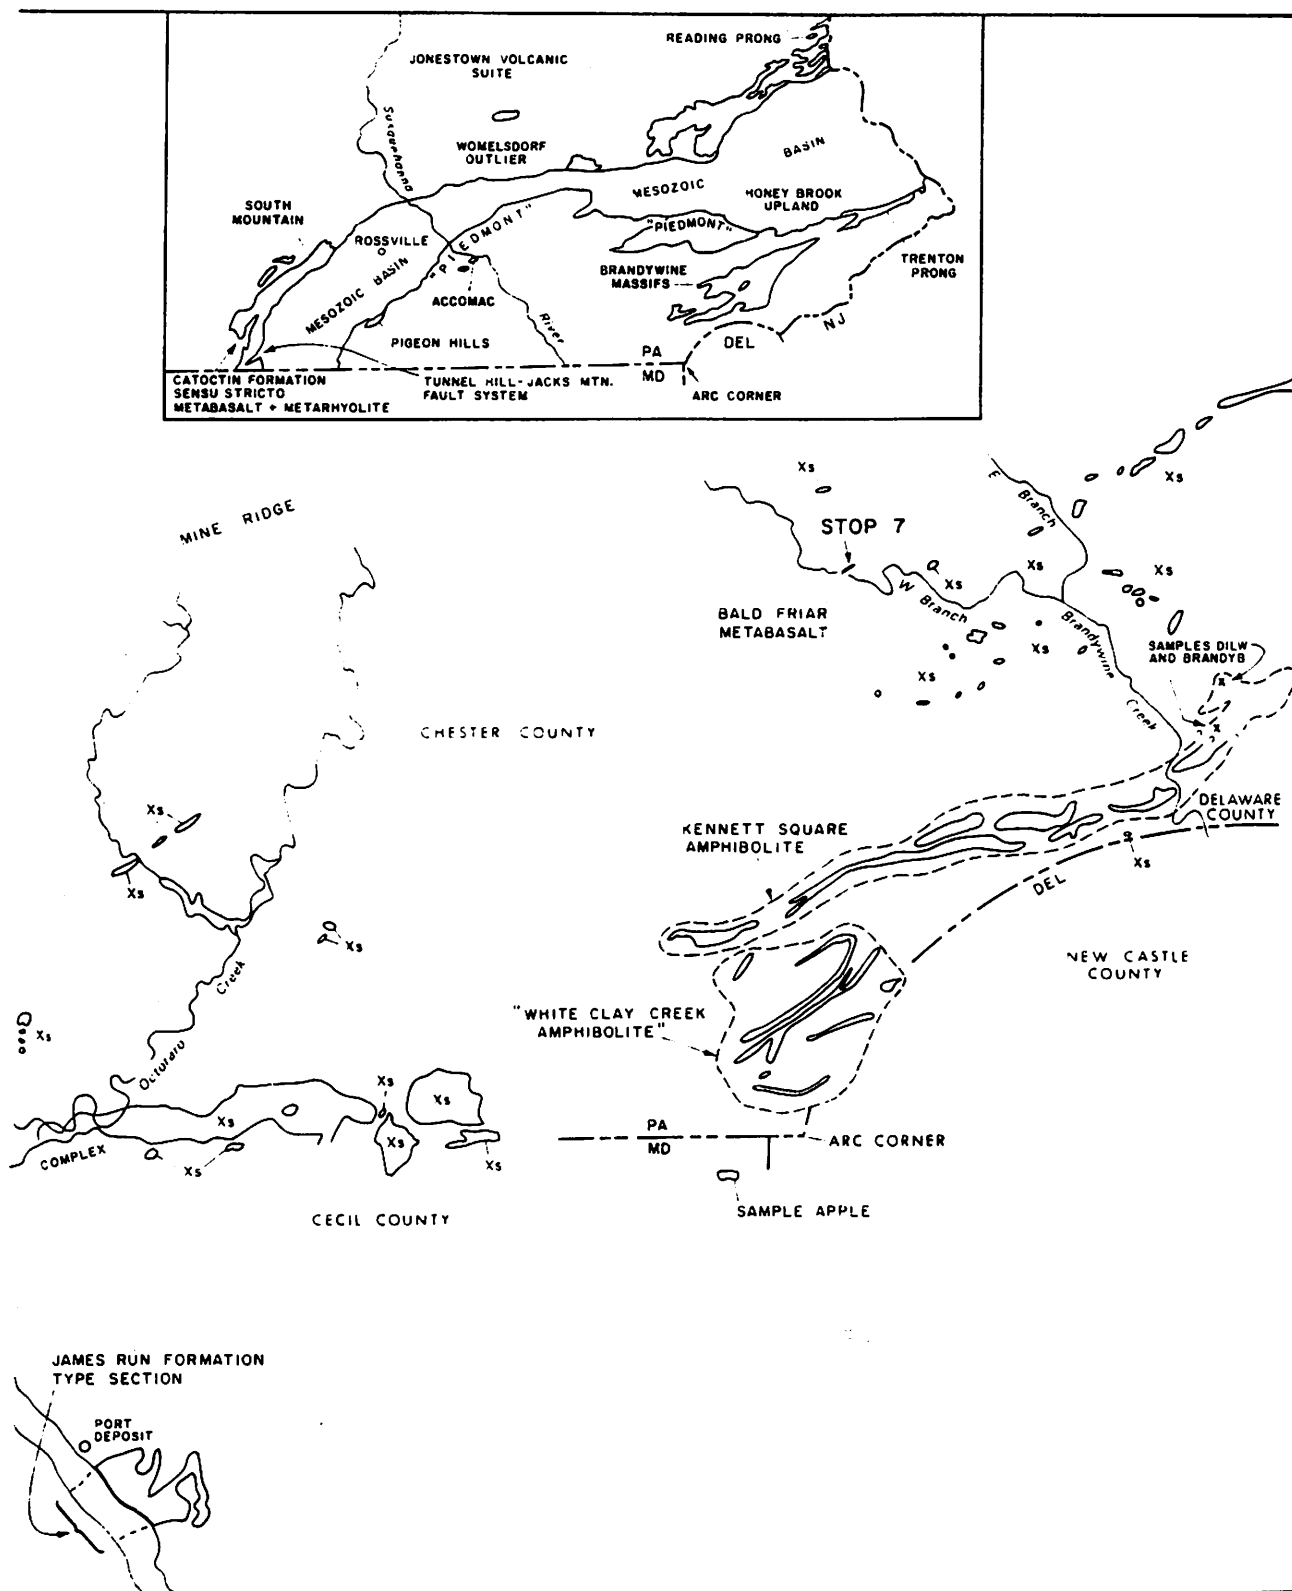 READING PRONG
JONESTOWN VOLCANIC
SUITE
Susquehanna
WOMELSDORF
OUTLIER
BASIN
MESOZOIC
HONEY BROOK
UPLAND
SOUTH
MOUNTAIN
ROSSVILLE
"PIEDMONT"
"PIEDMONT"
TRENTON
PRONG
BRANDYWINE
MASSIFS
MESOZOIC BASIN
ACCOMAC
River
PIGEON HILLS
NJ
DEL
PA
MD
CATOCTIN FORMATION
SENSU STRICTO
METABASALT + METARHYOLITE
TUNNEL HILL-JACKS MTN.
FAULT SYSTEM
ARC CORNER
Xs
E Branch
Xs
MINE RIDGE
STOP 7
Xs
Xs
Xs
W Branch
BALD FRIAR
METABASALT
Brandywine
Creek
Xs
Xs
SAMPLES DILW
AND BRANDYB
x
x
CHESTER COUNTY
Xs
DELAWARE
COUNTY
KENNETT SQUARE
AMPHIBOLITE
Xs
Xs
DEL
Xs
NEW CASTLE
COUNTY
Creek
Octoraro
"WHITE CLAY CREEK
AMPHIBOLITE"
Xs
Xs
Xs
Xs
Xs
Xs
Xs
COMPLEX
PA
MD
ARC CORNER
CECIL COUNTY
SAMPLE APPLE
JAMES RUN FORMATION
TYPE SECTION
PORT
DEPOSIT